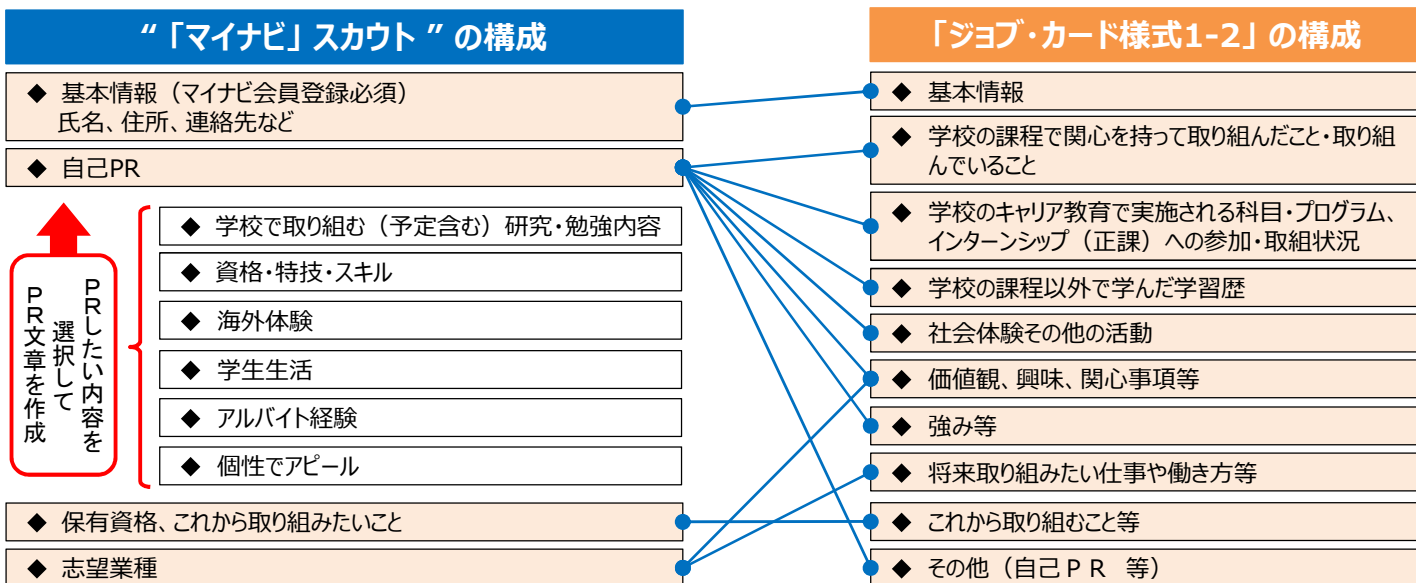 “「マイナビ」スカウト ”の構成
◆ 基本情報（マイナビ会員登録必須）
氏名、住所、連絡先など
◆ 自己PR
◆ 学校で取り組む（予定含む）研究・勉強内容
◆ 資格・特技・スキル
◆ 海外体験
◆ 学生生活
◆ アルバイト経験
◆ 個性でアピール
PRしたい内容を
選択して
PR文章を作成
◆ 保有資格、これから取り組みたいこと
◆ 志望業種
「ジョブ・カード様式1-2」の構成
◆ 基本情報
◆ 学校の課程で関心を持って取り組んだこと・取り組
んでいること
◆ 学校のキャリア教育で実施される科目・プログラム、
インターンシップ（正課）への参加・取組状況
◆ 学校の課程以外で学んだ学習歴
◆ 社会体験その他の活動
◆ 価値観、興味、関心事項等
◆ 強み等
◆ 将来取り組みたい仕事や働き方等
◆ これから取り組むこと等
◆ その他（自己ＰＲ 等）